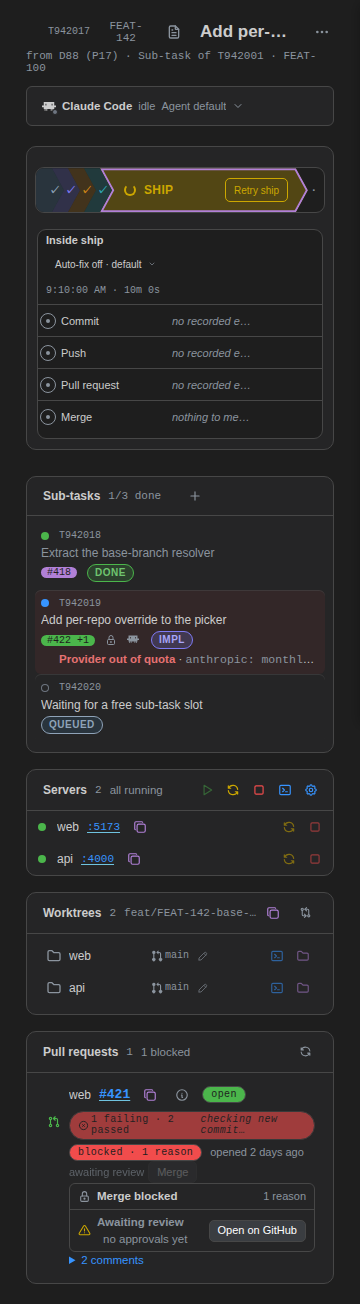 T942017 FEAT-142 Add per-…
from D88 (P17) · Sub-task of T942001 · FEAT-100
Claude Code idle Agent default
SHIP Retry ship
Inside ship
Auto-fix off · default
9:10:00 AM · 10m 0s
Commit no recorded e…
Push no recorded e…
Pull request no recorded e…
Merge nothing to me…
Sub-tasks 1/3 done
T942018
Extract the base-branch resolver
#418 DONE
T942019
Add per-repo override to the picker
#422 +1 IMPL
Provider out of quota · anthropic: monthl…
T942020
Waiting for a free sub-task slot
QUEUED
Servers 2 all running
web :5173
api :4000
Worktrees 2 feat/FEAT-142-base-…
web main
api main
Pull requests 1 1 blocked
web #421 open
1 failing · 2 passed checking new commit…
blocked · 1 reason opened 2 days ago
awaiting review Merge
Merge blocked 1 reason
Awaiting review
no approvals yet
Open on GitHub
2 comments